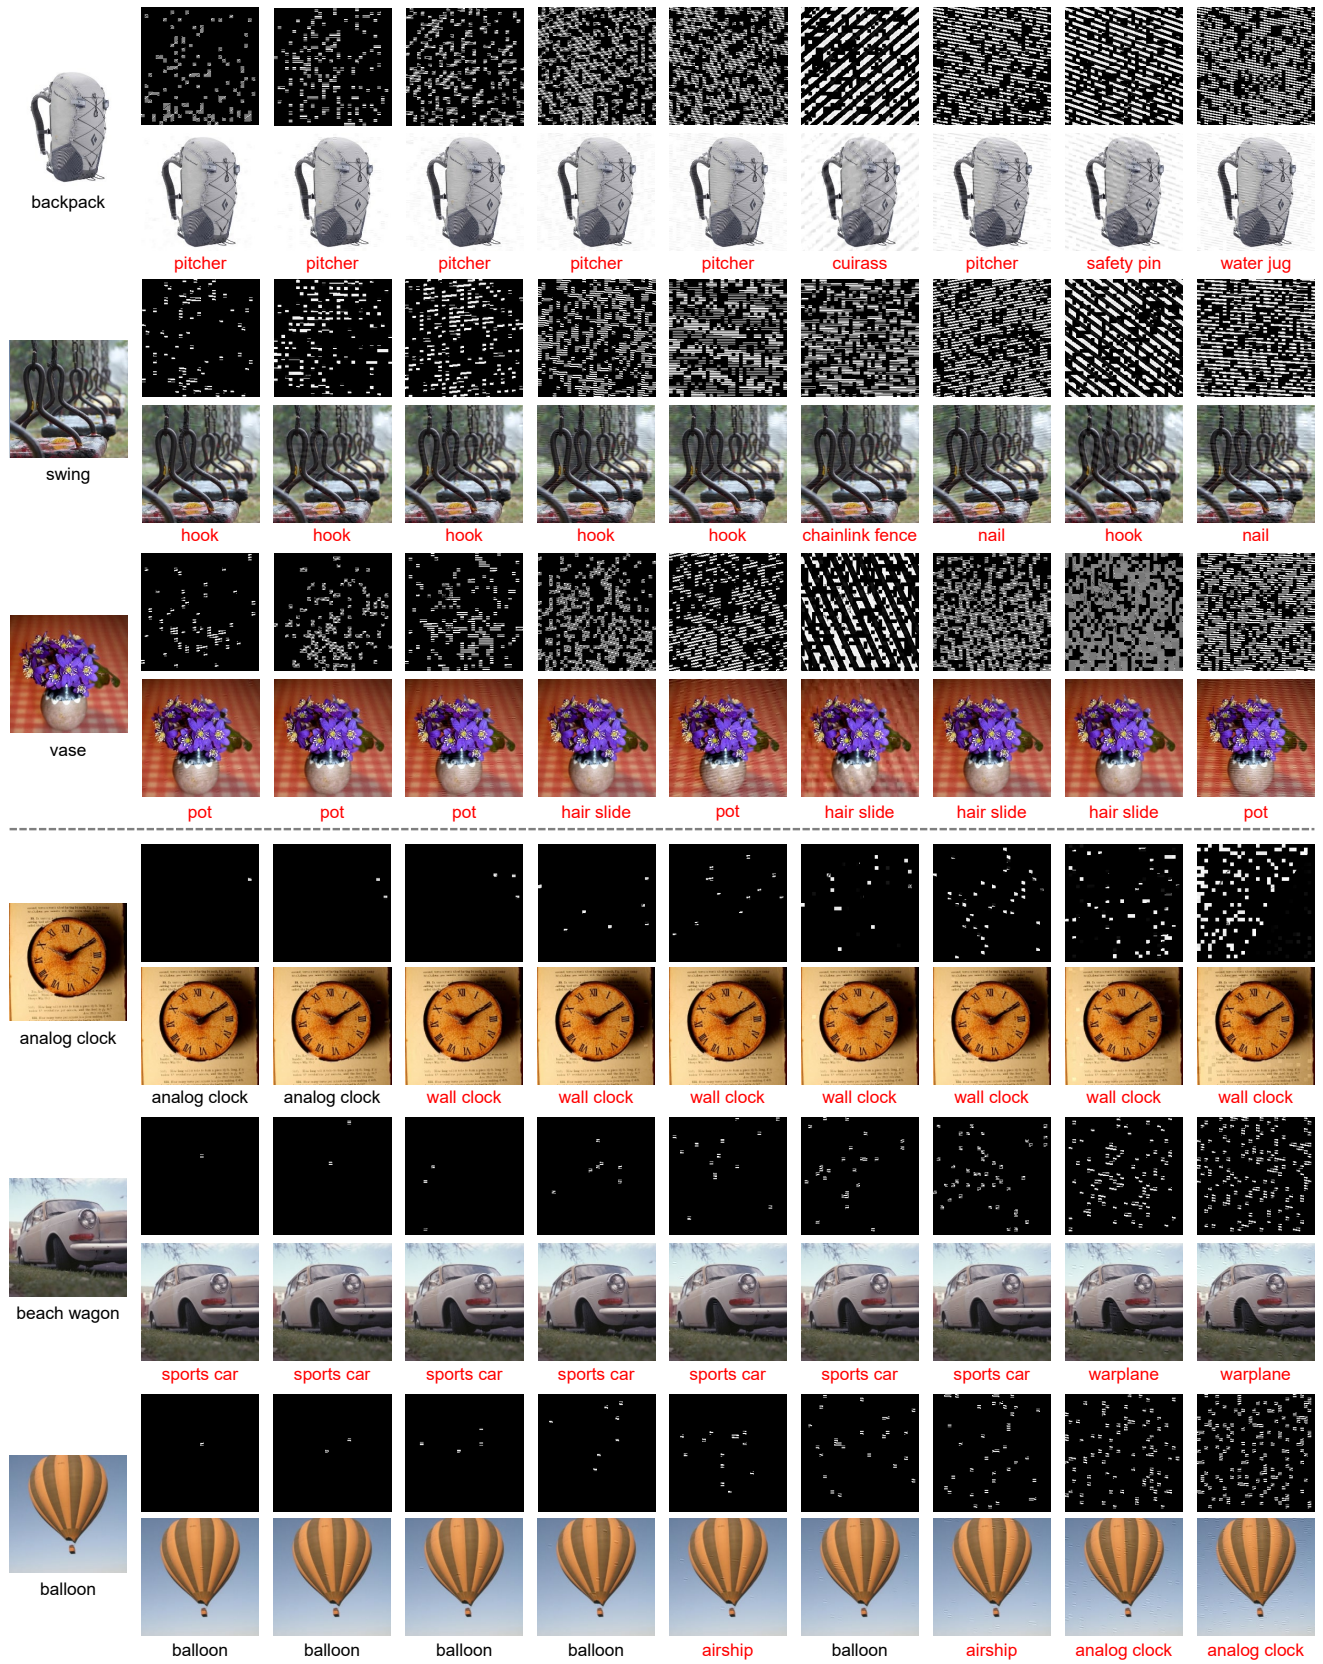 backpack
pitcher pitcher pitcher pitcher pitcher cuirass pitcher safety pin water jug
swing
hook hook hook hook hook chainlink fence nail hook nail
vase
pot pot pot hair slide pot hair slide hair slide hair slide pot
analog clock
analog clock analog clock wall clock wall clock wall clock wall clock wall clock wall clock wall clock
beach wagon
sports car sports car sports car sports car sports car sports car sports car warplane warplane
balloon
balloon balloon balloon balloon airship balloon airship analog clock analog clock